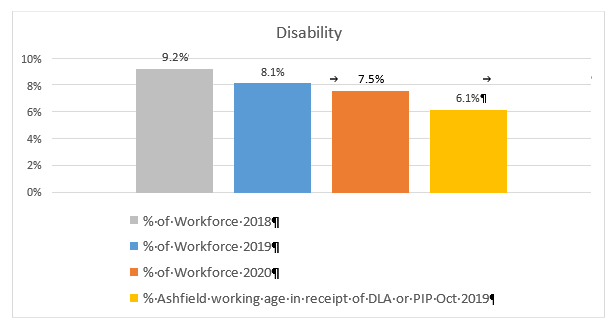 Disability
10%
8%
6%
4%
2%
0%
9.2%
8.1%
→ 7.5% →
6.1%¶
%·of·Workforce·2018¶
%·of·Workforce·2019¶
%·of·Workforce·2020¶
%·Ashfield·working·age·in·receipt·of·DLA·or·PIP·Oct·2019¶